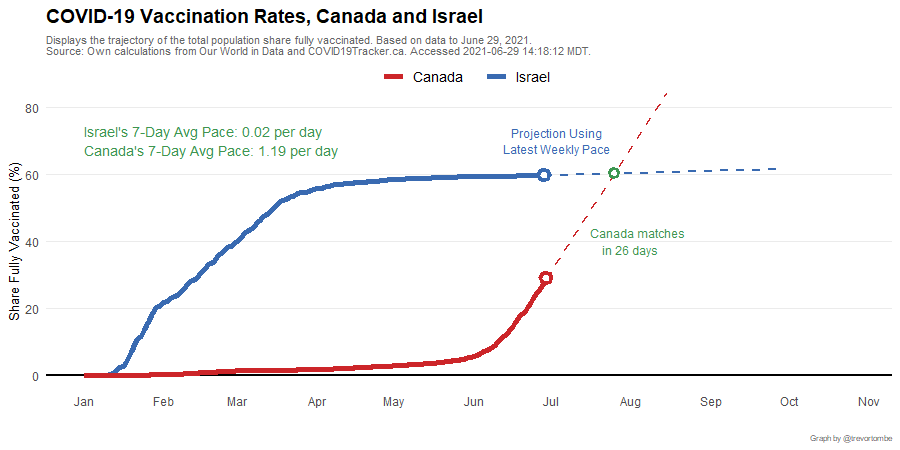 COVID-19 Vaccination Rates, Canada and Israel
Displays the trajectory of the total population share fully vaccinated. Based on data to June 29, 2021.
Source: Own calculations from Our World in Data and COVID19Tracker.ca. Accessed 2021-06-29 14:18:12 MDT.
Canada Israel
Israel's 7-Day Avg Pace: 0.02 per day
Canada's 7-Day Avg Pace: 1.19 per day
Projection Using
Latest Weekly Pace
Canada matches
in 26 days
Share Fully Vaccinated (%)
80
60
40
20
0
Jan Feb Mar Apr May Jun Jul Aug Sep Oct Nov
Graph by @trevortombe